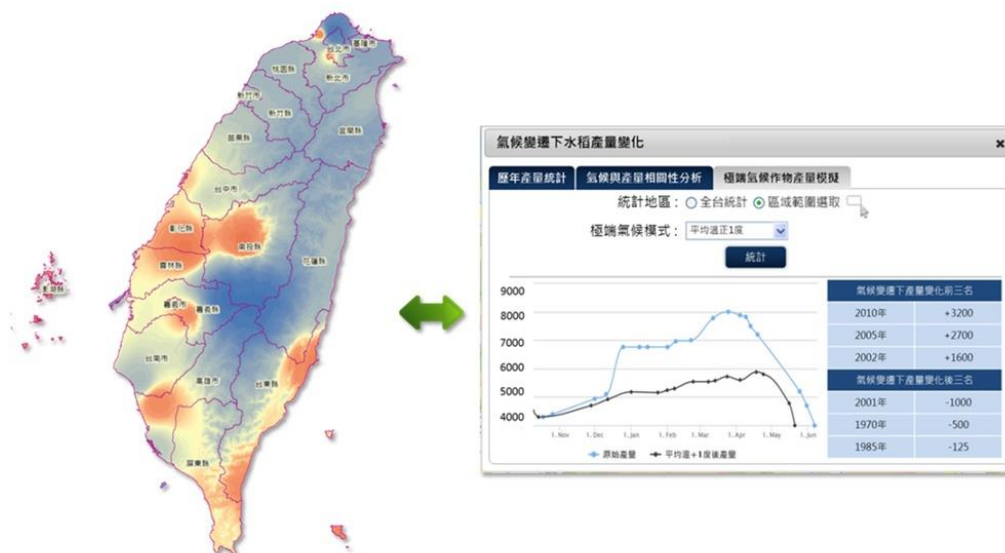 台北市
基隆市
桃園縣
新北市
新竹市
新竹縣
宜蘭縣
苗栗縣
台中市
彰化縣
南投縣
花蓮縣
雲林縣
澎湖縣
嘉義市
嘉義縣
台南市
高雄市
台東縣
屏東縣
氣候變遷下水稻產量變化
歷年產量統計 氣候與產量相關性分析 極端氣候作物產量模擬
統計地區： 全台統計 區域範圍選取
極端氣候模式： 平均溫正1度
統計
9000
8000
7000
6000
5000
4000
1. Nov 1. Dec 1. Jan 1. Feb 1. Mar 1. Apr 1. May 1. Jun
原始產量 平均溫+1度後產量
氣候變遷下產量變化前三名
2010年 +3200
2005年 +2700
2002年 +1600
氣候變遷下產量變化後三名
2001年 -1000
1970年 -500
1985年 -125